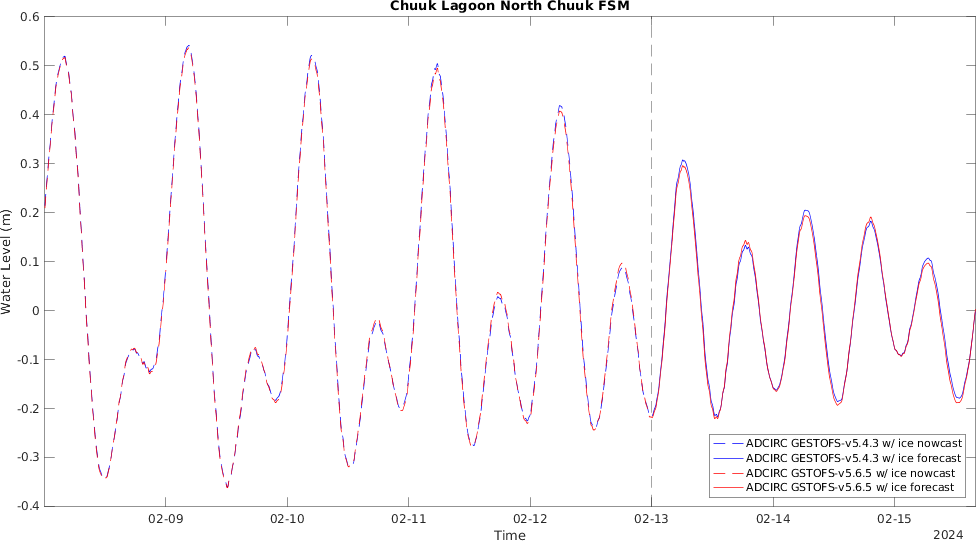 Chuuk Lagoon North Chuuk FSM
0.6
0.5
0.4
0.3
0.2
0.1
0
-0.1
-0.2
-0.3
-0.4
Water Level (m)
02-09
02-10
02-11
02-12
02-13
02-14
02-15
Time
2024
ADCIRC GESTOFS-v5.4.3 w/ ice nowcast
ADCIRC GESTOFS-v5.4.3 w/ ice forecast
ADCIRC GSTOFS-v5.6.5 w/ ice nowcast
ADCIRC GSTOFS-v5.6.5 w/ ice forecast